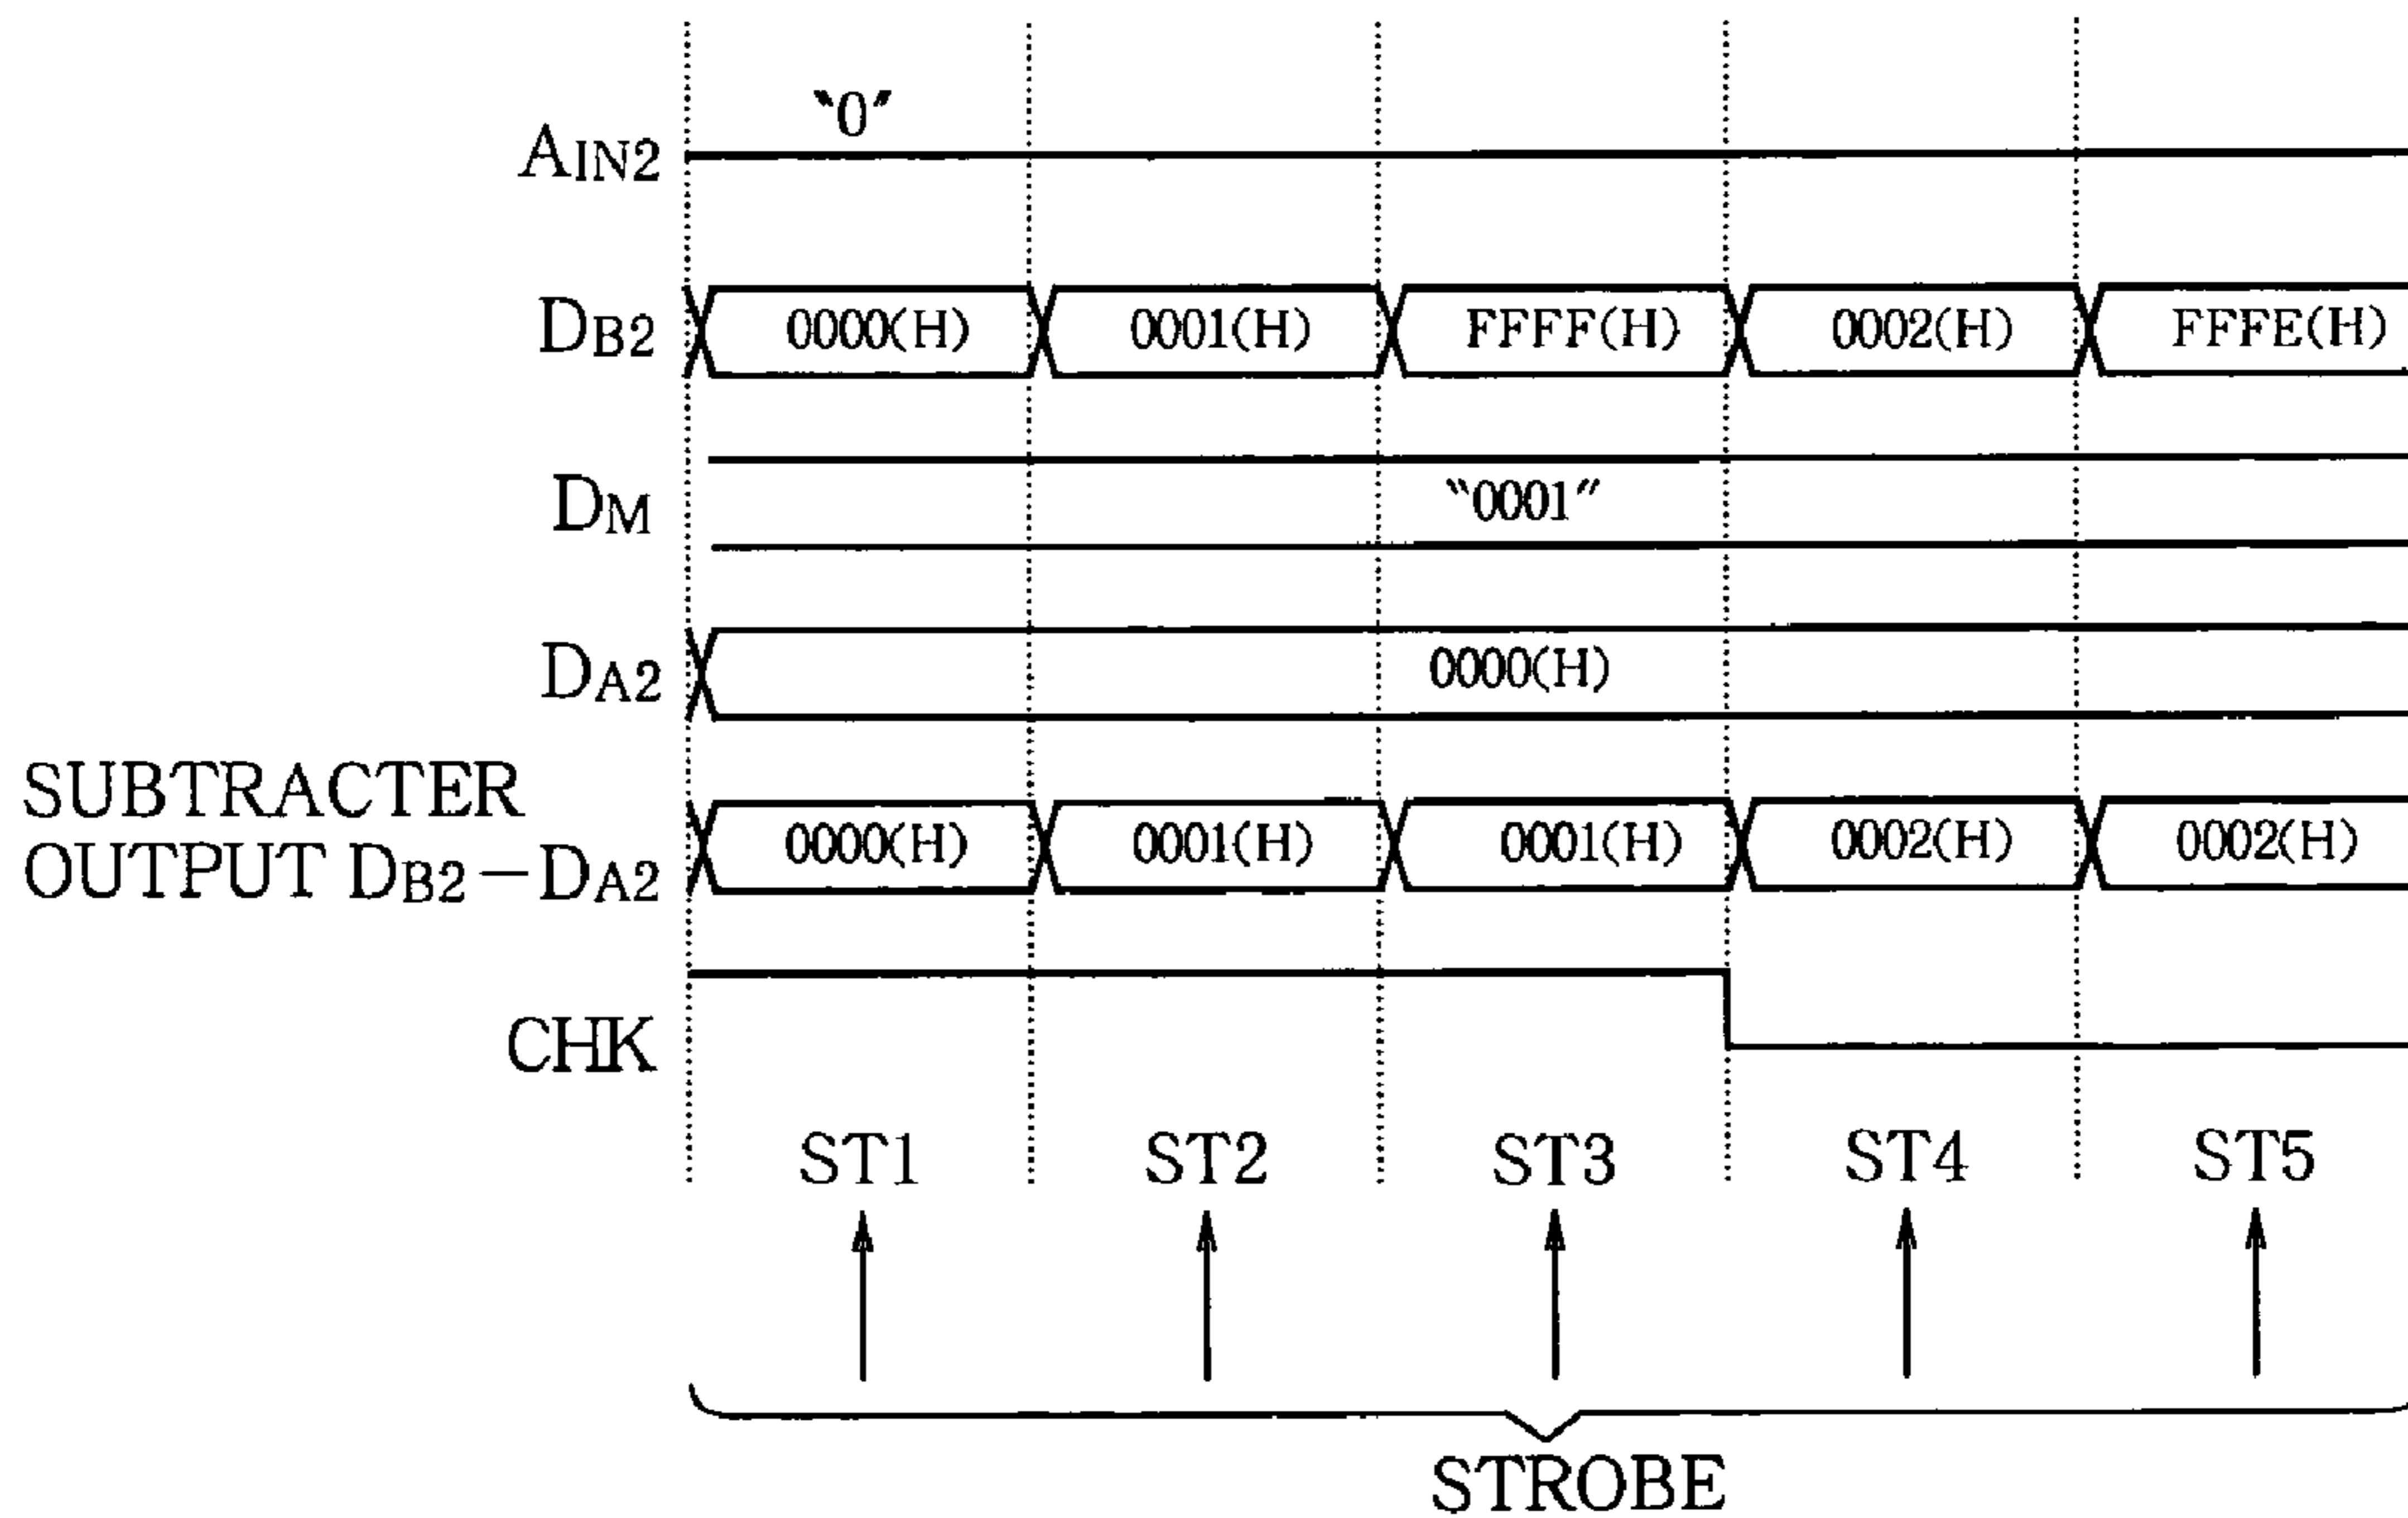 AIN2 "0"
DB2 0000(H) 0001(H) FFFF(H) 0002(H) FFFE(H)
DM "0001"
DA2 0000(H)
SUBTRACTER
OUTPUT DB2−DA2 0000(H) 0001(H) 0001(H) 0002(H) 0002(H)
CHK
ST1 ST2 ST3 ST4 ST5
STROBE